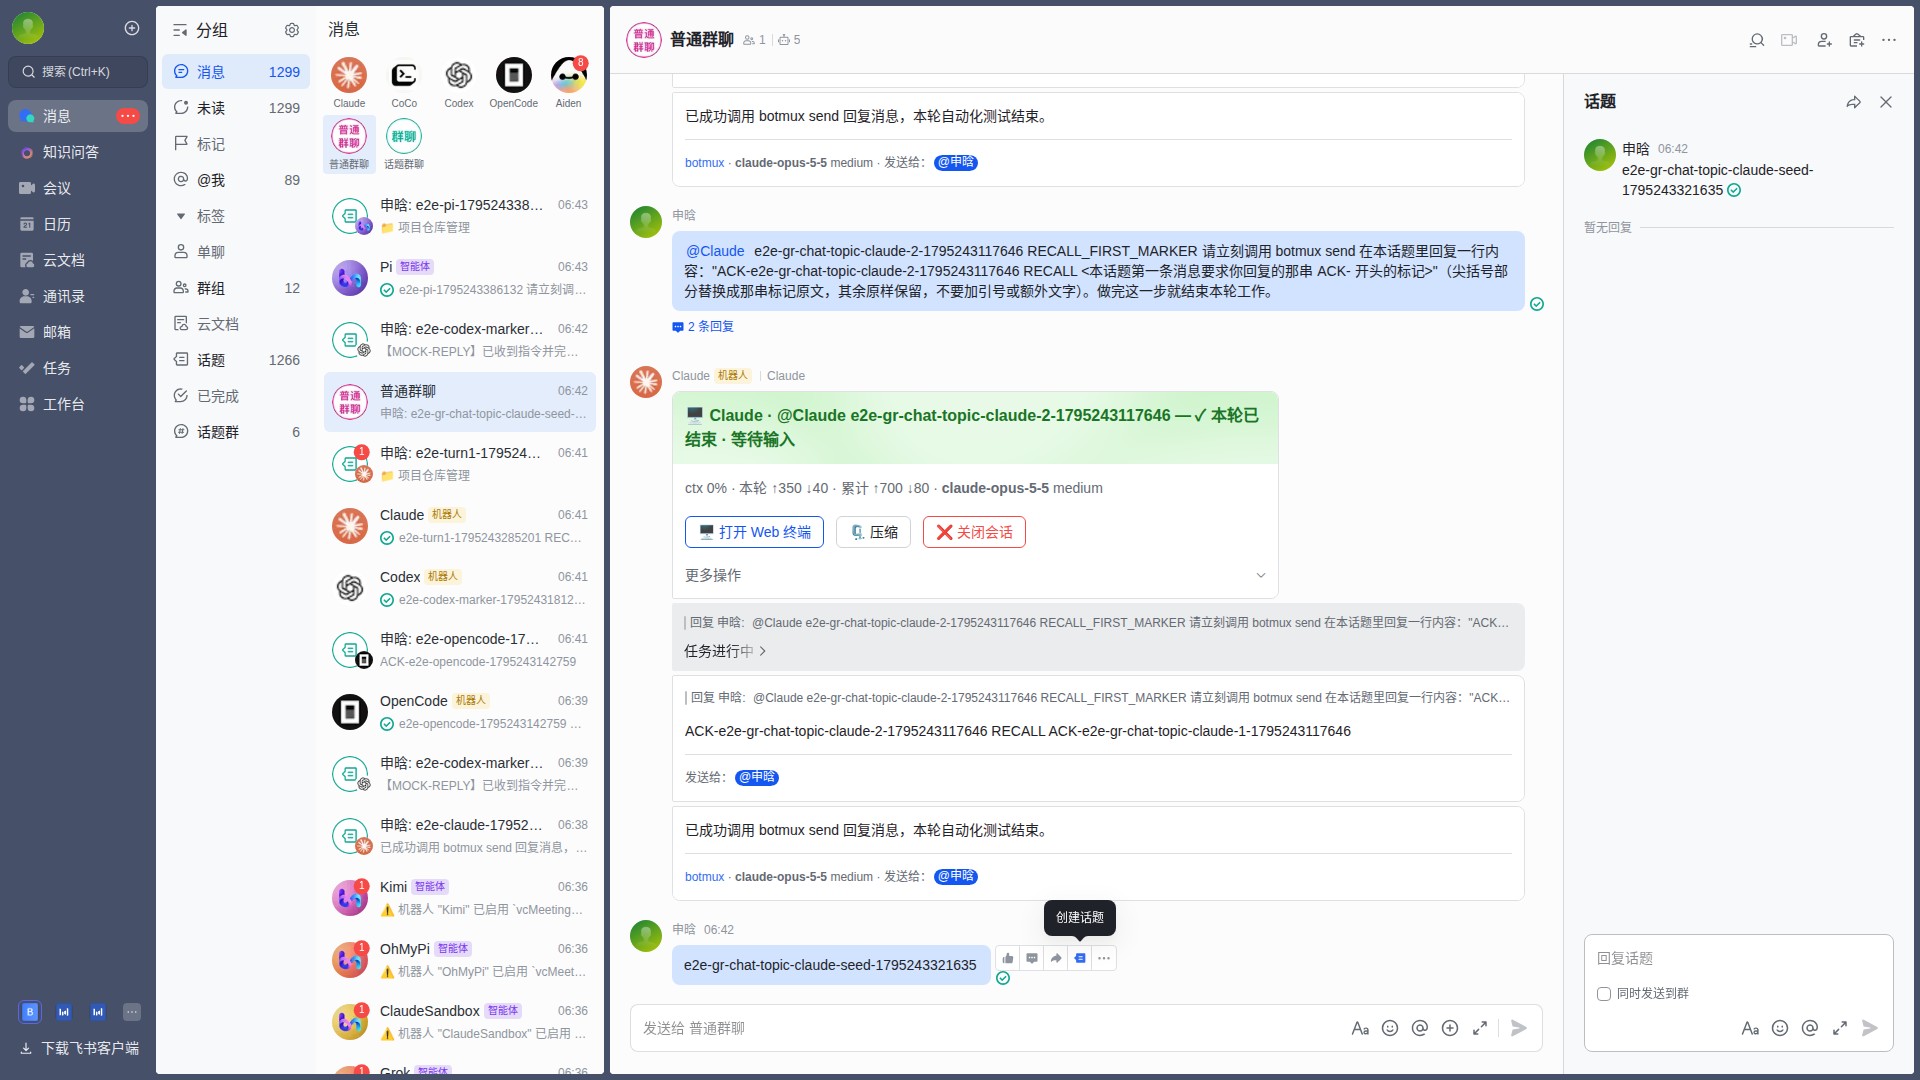 搜索 (Ctrl+K)
消息
知识问答
会议
日历
云文档
通讯录
邮箱
任务
工作台
下载飞书客户端
分组
消息 1299
未读 1299
标记
@我 89
标签
单聊
群组 12
云文档
话题 1266
已完成
话题群 6
消息
Claude
CoCo
Codex
OpenCode
8
Aiden
普通群聊
普通群聊
群聊
话题群聊
申晗: e2e-pi-179524338… 06:43
项目仓库管理
Pi 智能体 06:43
e2e-pi-1795243386132 请立刻调…
申晗: e2e-codex-marker… 06:42
【MOCK-REPLY】已收到指令并完…
普通群聊 06:42
申晗: e2e-gr-chat-topic-claude-seed-…
1
申晗: e2e-turn1-179524… 06:41
项目仓库管理
Claude 机器人 06:41
e2e-turn1-1795243285201 REC…
Codex 机器人 06:41
e2e-codex-marker-17952431812…
申晗: e2e-opencode-17… 06:41
ACK-e2e-opencode-1795243142759
OpenCode 机器人 06:39
e2e-opencode-1795243142759 …
申晗: e2e-codex-marker… 06:39
【MOCK-REPLY】已收到指令并完…
申晗: e2e-claude-17952… 06:38
已成功调用 botmux send 回复消息，…
1
Kimi 智能体 06:36
机器人 "Kimi" 已启用 `vcMeeting…
1
OhMyPi 智能体 06:36
机器人 "OhMyPi" 已启用 `vcMeet…
1
ClaudeSandbox 智能体 06:36
机器人 "ClaudeSandbox" 已启用 …
1
Grok 智能体 06:36
普通群聊
普通群聊 1 5
已成功调用 botmux send 回复消息，本轮自动化测试结束。
botmux · claude-opus-5-5 medium · 发送给： @申晗
申晗
@Claude e2e-gr-chat-topic-claude-2-1795243117646 RECALL_FIRST_MARKER 请立刻调用 botmux send 在本话题里回复一行内
容："ACK-e2e-gr-chat-topic-claude-2-1795243117646 RECALL <本话题第一条消息要求你回复的那串 ACK- 开头的标记>"（尖括号部
分替换成那串标记原文，其余原样保留，不要加引号或额外文字）。做完这一步就结束本轮工作。
2 条回复
Claude 机器人 Claude
Claude · @Claude e2e-gr-chat-topic-claude-2-1795243117646 — ✓ 本轮已
结束 · 等待输入
ctx 0% · 本轮 ↑350 ↓40 · 累计 ↑700 ↓80 · claude-opus-5-5 medium
打开 Web 终端 压缩 关闭会话
更多操作
回复 申晗：@Claude e2e-gr-chat-topic-claude-2-1795243117646 RECALL_FIRST_MARKER 请立刻调用 botmux send 在本话题里回复一行内容："ACK…
任务进行中
回复 申晗：@Claude e2e-gr-chat-topic-claude-2-1795243117646 RECALL_FIRST_MARKER 请立刻调用 botmux send 在本话题里回复一行内容："ACK…
ACK-e2e-gr-chat-topic-claude-2-1795243117646 RECALL ACK-e2e-gr-chat-topic-claude-1-1795243117646
发送给： @申晗
已成功调用 botmux send 回复消息，本轮自动化测试结束。
botmux · claude-opus-5-5 medium · 发送给： @申晗
创建话题
申晗 06:42
e2e-gr-chat-topic-claude-seed-1795243321635
发送给 普通群聊
话题
申晗 06:42
e2e-gr-chat-topic-claude-seed-
1795243321635
暂无回复
回复话题
同时发送到群